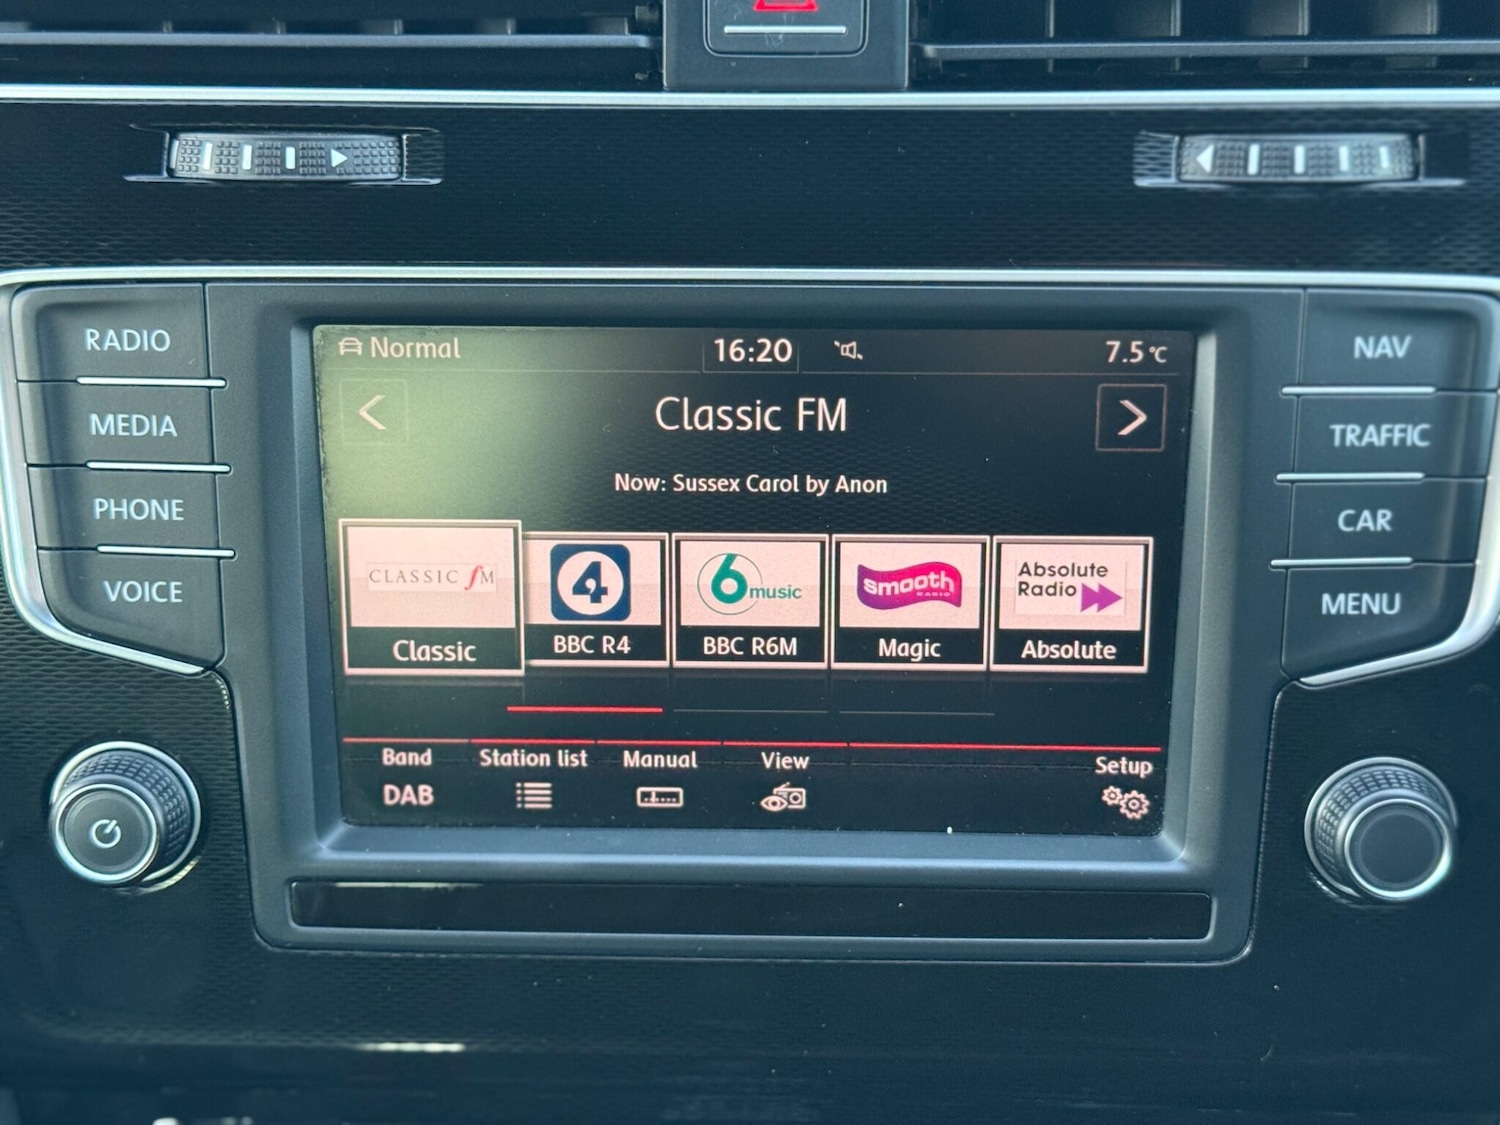 RADIO
MEDIA
PHONE
VOICE
Normal
16:20
7.5°C
Classic FM
Now: Sussex Carol by Anon
CLASSIC fM
Classic
4
BBC R4
6 music
BBC R6M
smooth
RADIO
Magic
Absolute
Radio
Absolute
Band
DAB
Station list
Manual
View
Setup
NAV
TRAFFIC
CAR
MENU